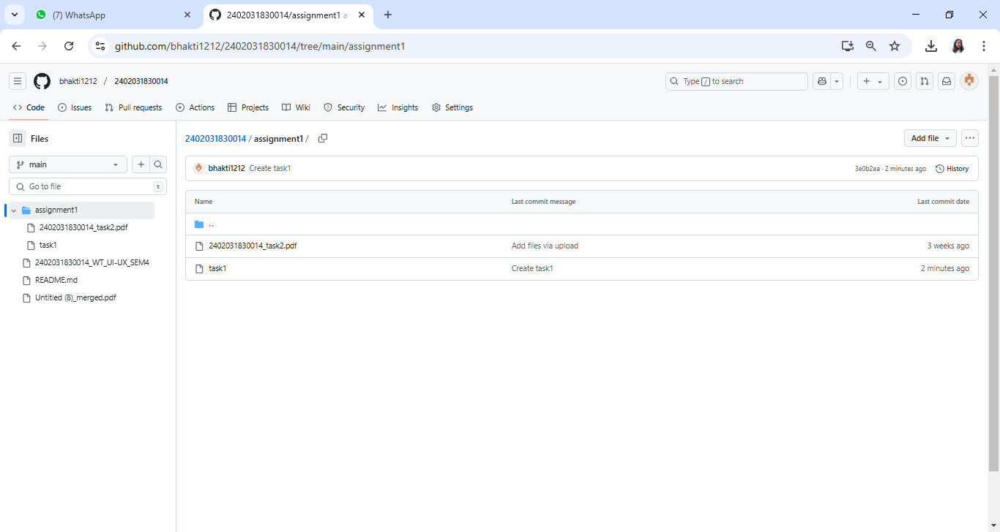 (7) WhatsApp
2402031830014/assignment1 a
github.com/bhakti1212/2402031830014/tree/main/assignment1
bhakti1212 / 2402031830014
Type / to search
Code Issues Pull requests Actions Projects Wiki Security Insights Settings
Files
main
Go to file t
assignment1
2402031830014_task2.pdf
task1
2402031830014_WT_UI-UX_SEM4
README.md
Untitled (8)_merged.pdf
2402031830014 / assignment1 /
Add file
bhakti1212 Create task1
3e0b2ea · 2 minutes ago History
Name Last commit message Last commit date
..
2402031830014_task2.pdf Add files via upload 3 weeks ago
task1 Create task1 2 minutes ago